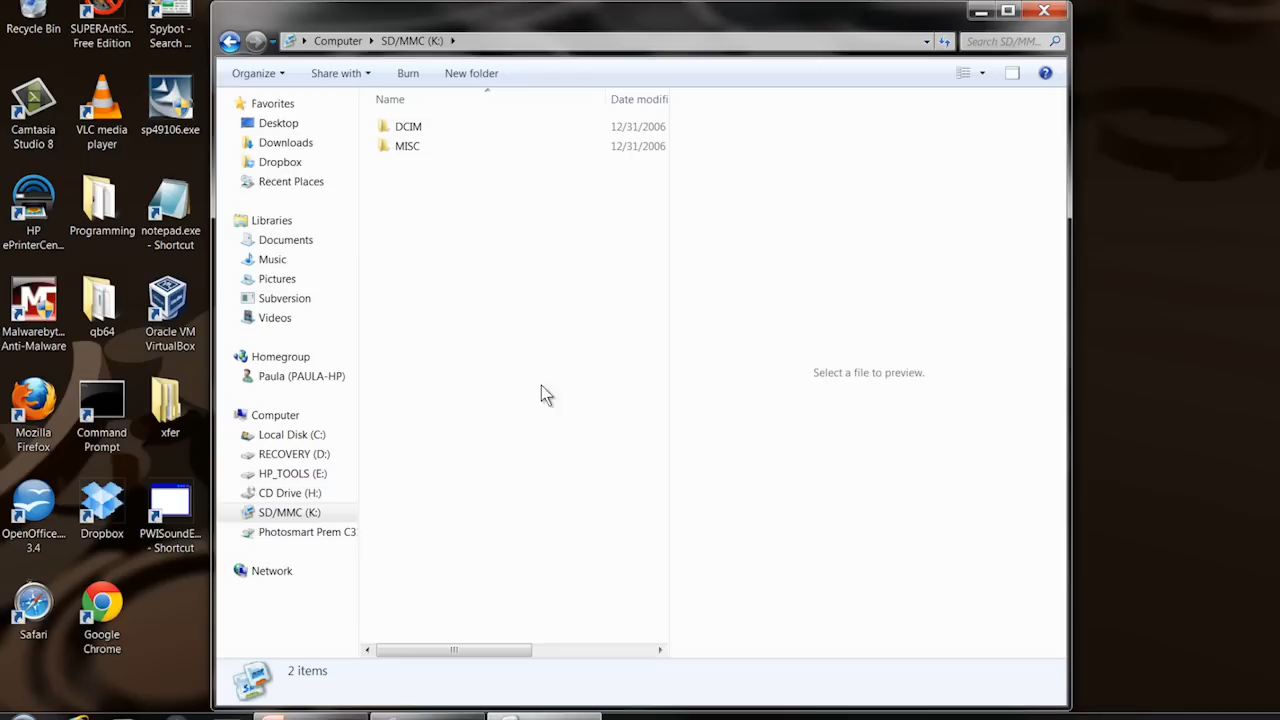 Recycle Bin
SUPERAntiS...
Free Edition
Spybot -
Search ...
Camtasia
Studio 8
VLC media
player
sp49106.exe
HP
ePrinterCen...
Programming
notepad.exe
- Shortcut
Malwarebyt...
Anti-Malware
qb64
Oracle VM
VirtualBox
Mozilla
Firefox
Command
Prompt
xfer
OpenOffice...
3.4
Dropbox
PWISoundE...
- Shortcut
Safari
Google
Chrome
Computer SD/MMC (K:)
Search SD/MM...
Organize Share with Burn New folder
Favorites
Desktop
Downloads
Dropbox
Recent Places
Libraries
Documents
Music
Pictures
Subversion
Videos
Homegroup
Paula (PAULA-HP)
Computer
Local Disk (C:)
RECOVERY (D:)
HP_TOOLS (E:)
CD Drive (H:)
SD/MMC (K:)
Photosmart Prem C3
Network
Name Date modifi
DCIM 12/31/2006
MISC 12/31/2006
Select a file to preview.
2 items